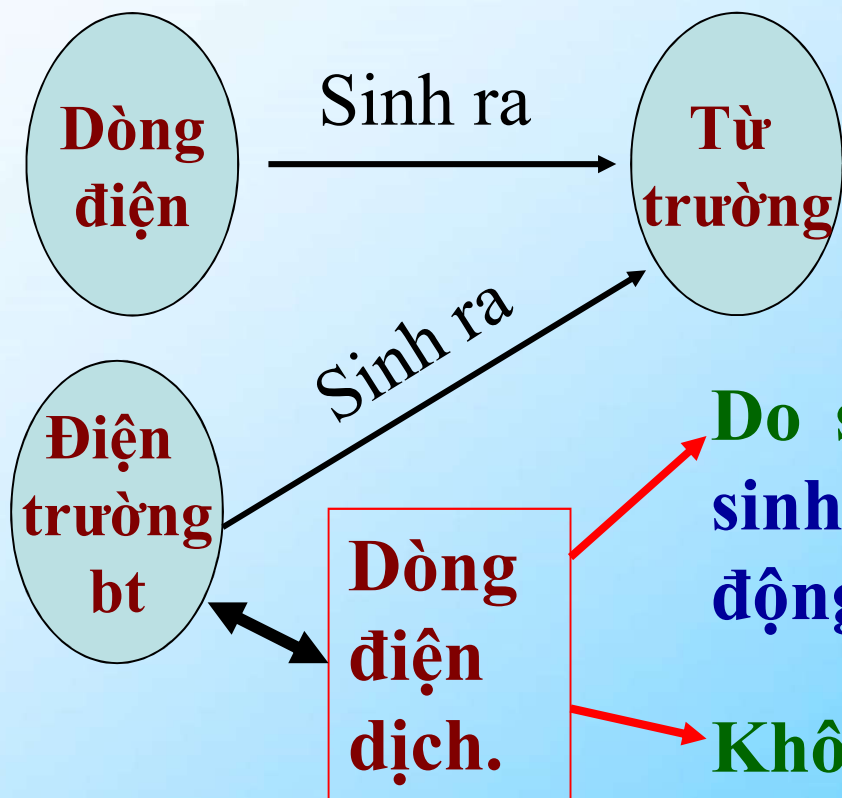 Dòng
điện
Sinh ra
Từ
trường
Sinh ra
Điện
trường
bt
Dòng
điện
dịch.
Do
sinh
động